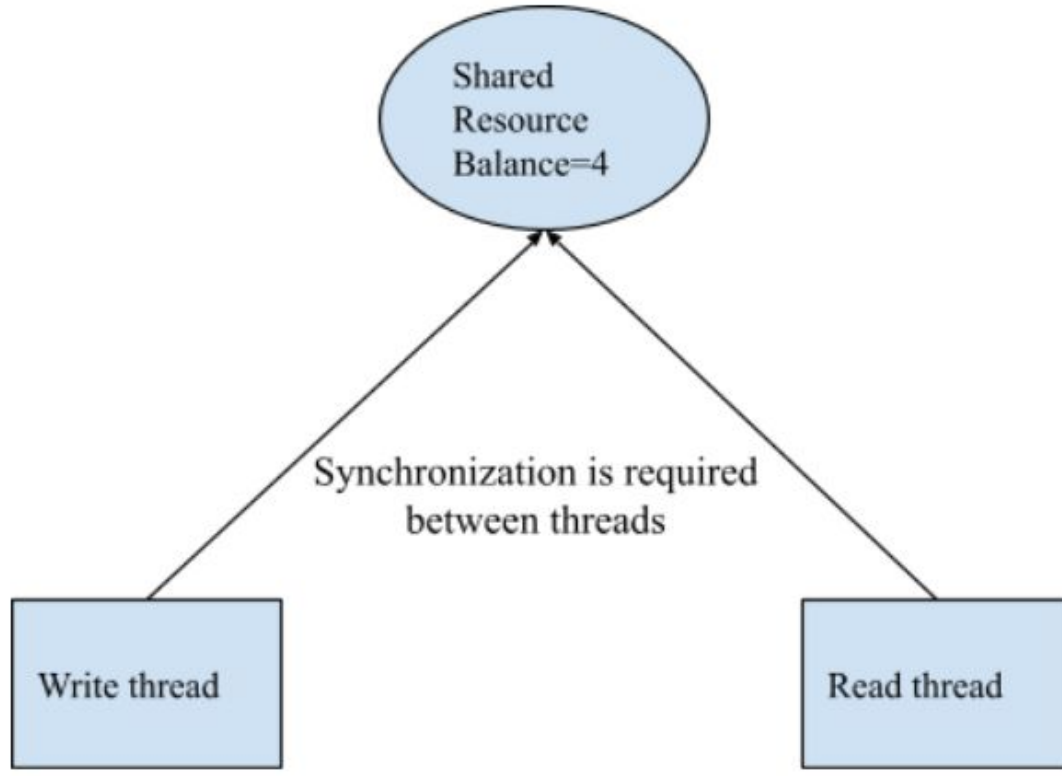 Shared
Resource
Balance=4
Synchronization is required
between threads
Write thread
Read thread